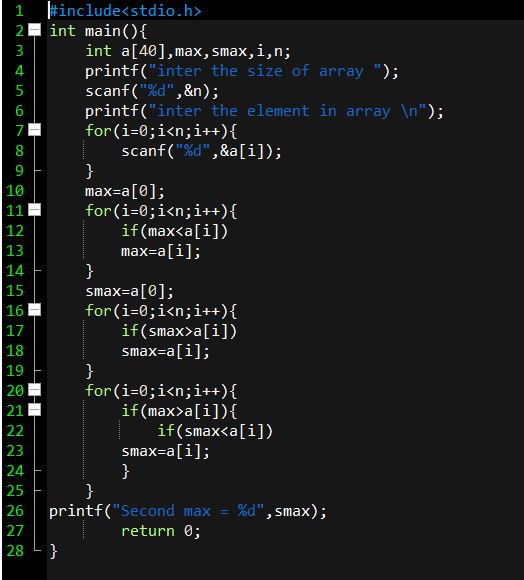 1 #include<stdio.h>
2 int main(){
3 int a[40],max,smax,i,n;
4 printf("inter the size of array ");
5 scanf("%d",&n);
6 printf("inter the element in array \n");
7 for(i=0;i<n;i++){
8 scanf("%d",&a[i]);
9 }
10 max=a[0];
11 for(i=0;i<n;i++){
12 if(max<a[i])
13 max=a[i];
14 }
15 smax=a[0];
16 for(i=0;i<n;i++){
17 if(smax>a[i])
18 smax=a[i];
19 }
20 for(i=0;i<n;i++){
21 if(max>a[i]){
22 if(smax<a[i])
23 smax=a[i];
24 }
25 }
26 printf("Second max = %d",smax);
27 return 0;
28 }